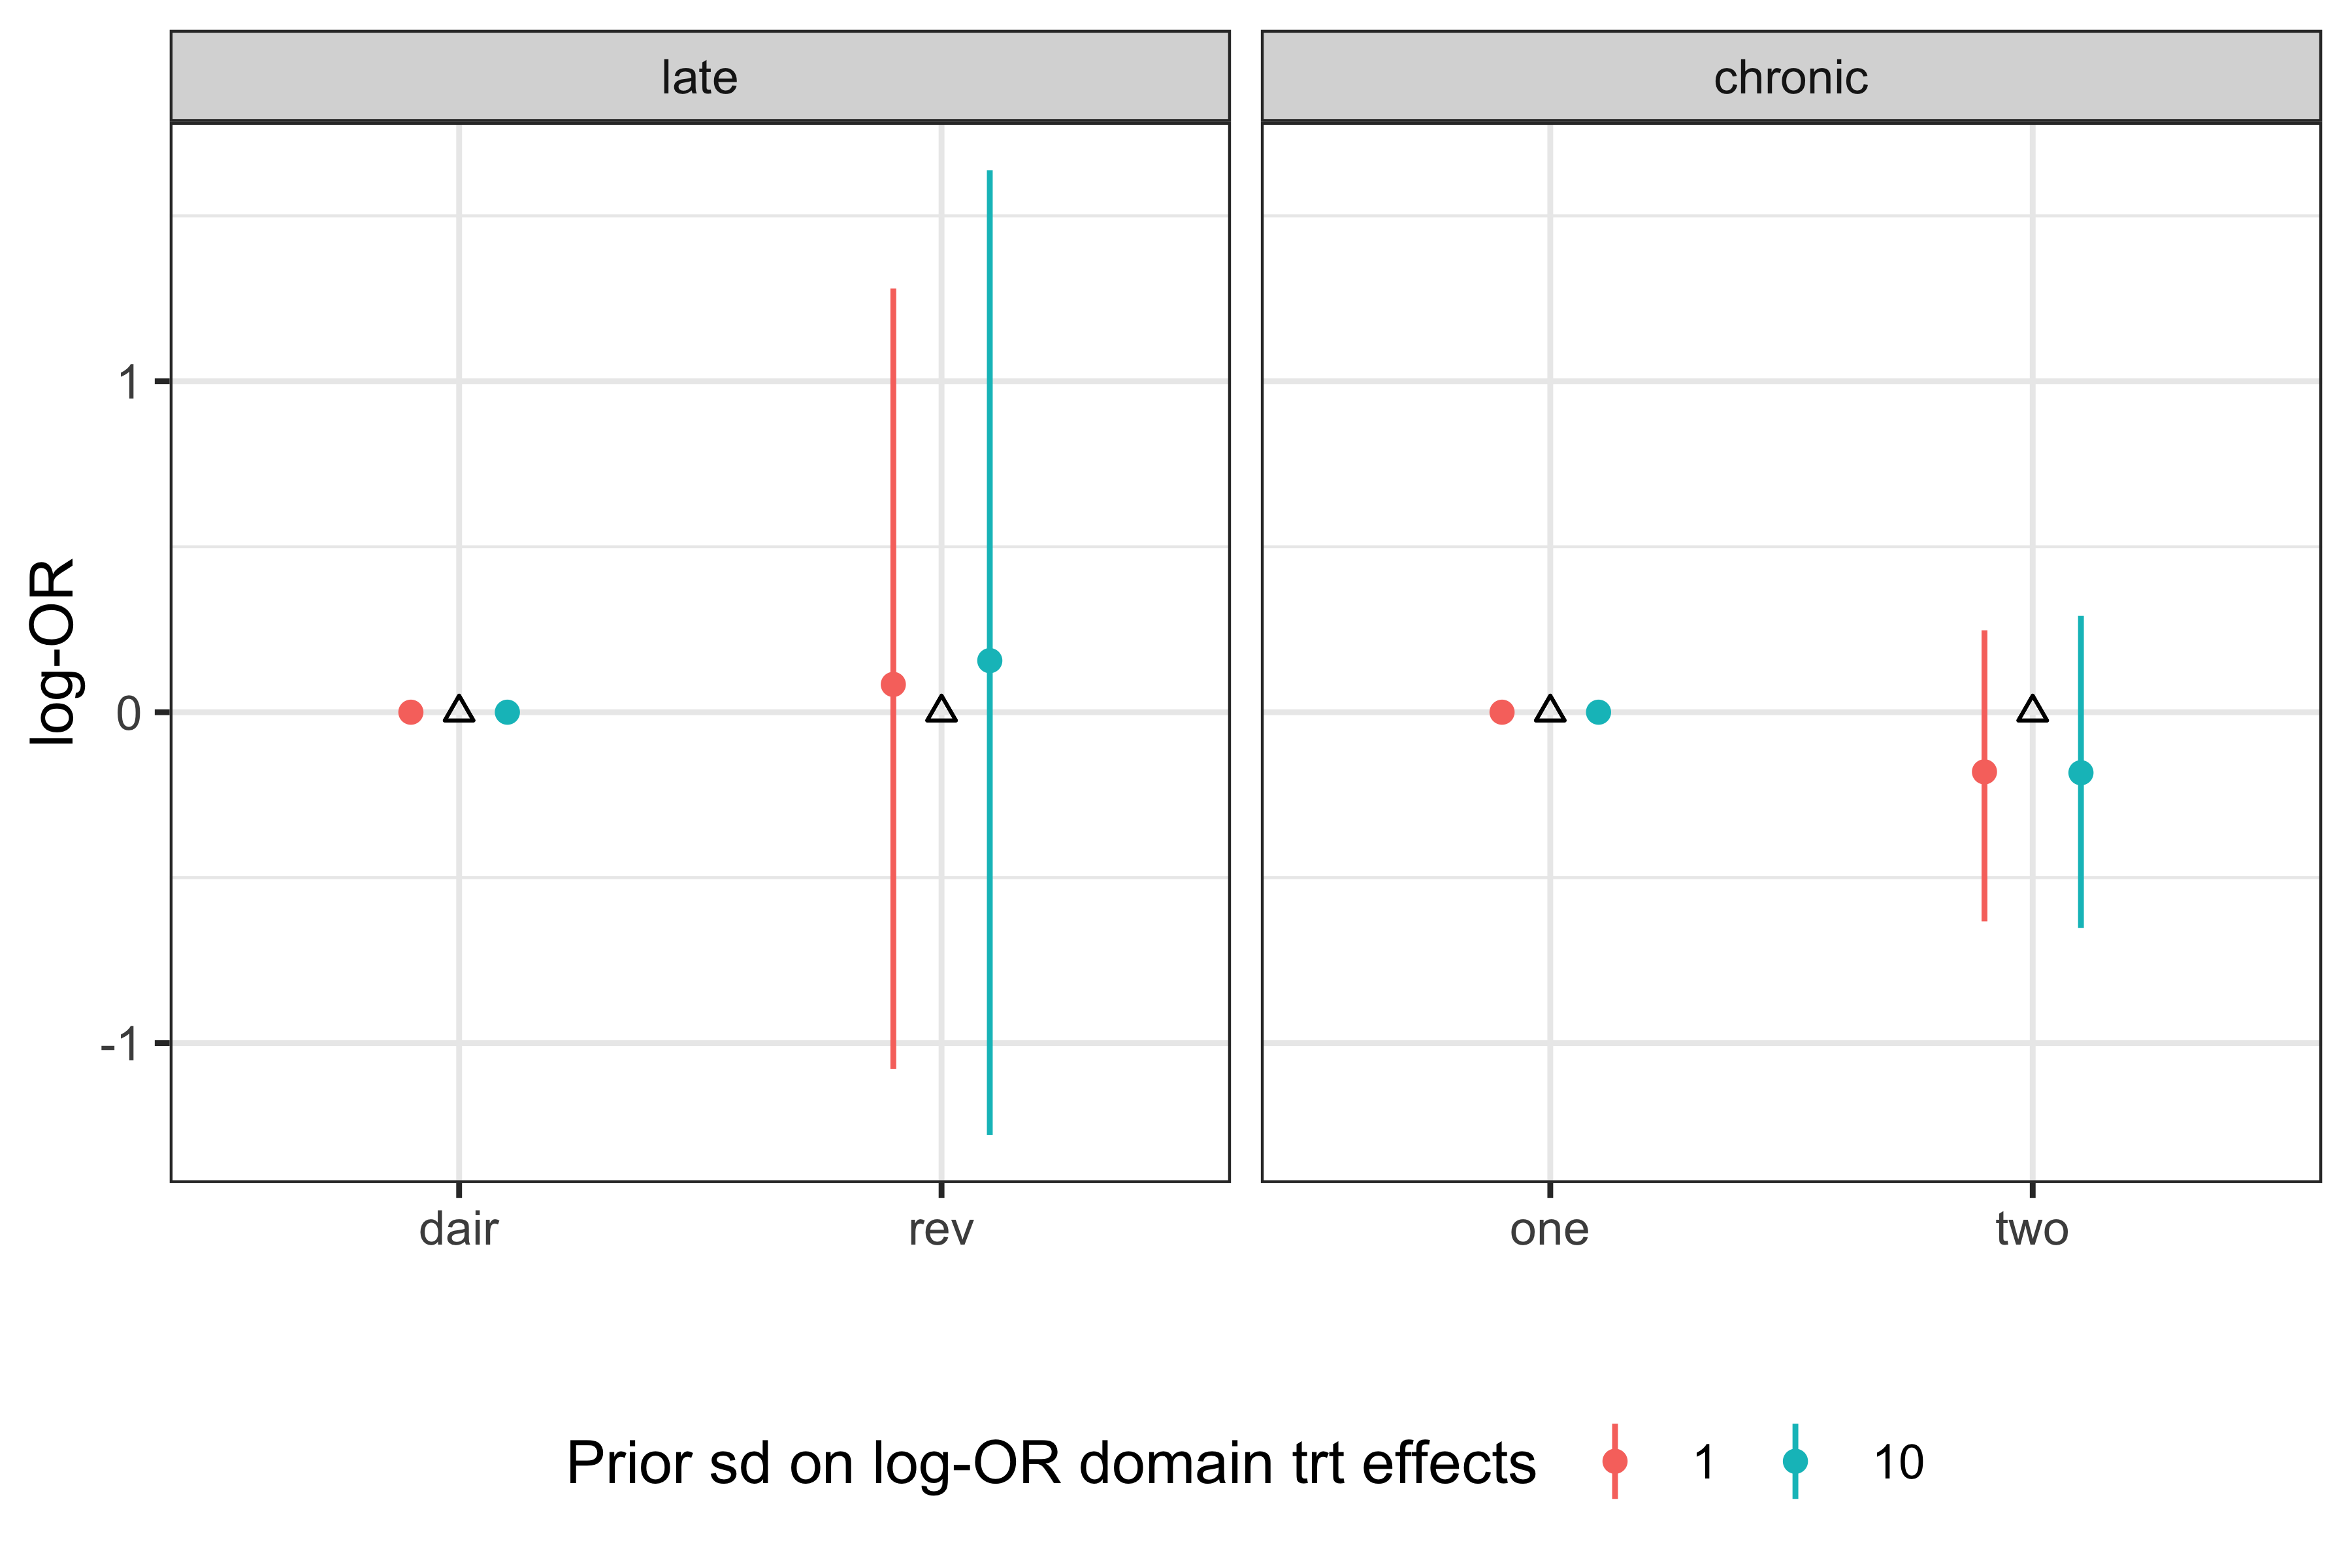 late
chronic
log-OR
1
0
-1
dair
rev
one
two
Prior sd on log-OR domain trt effects 1 10